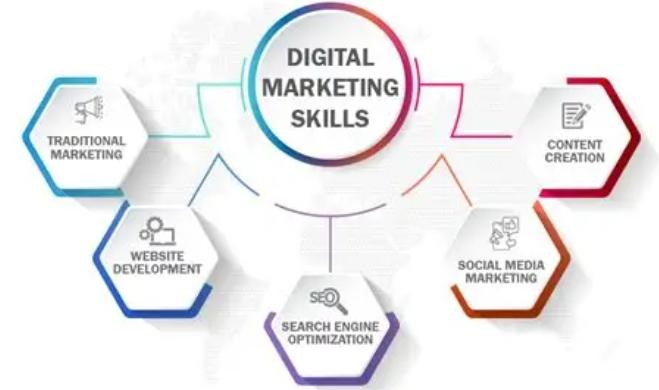 DIGITAL
MARKETING
SKILLS
TRADITIONAL
MARKETING
CONTENT
CREATION
WEBSITE
DEVELOPMENT
SOCIAL MEDIA
MARKETING
SEO
SEARCH ENGINE
OPTIMIZATION